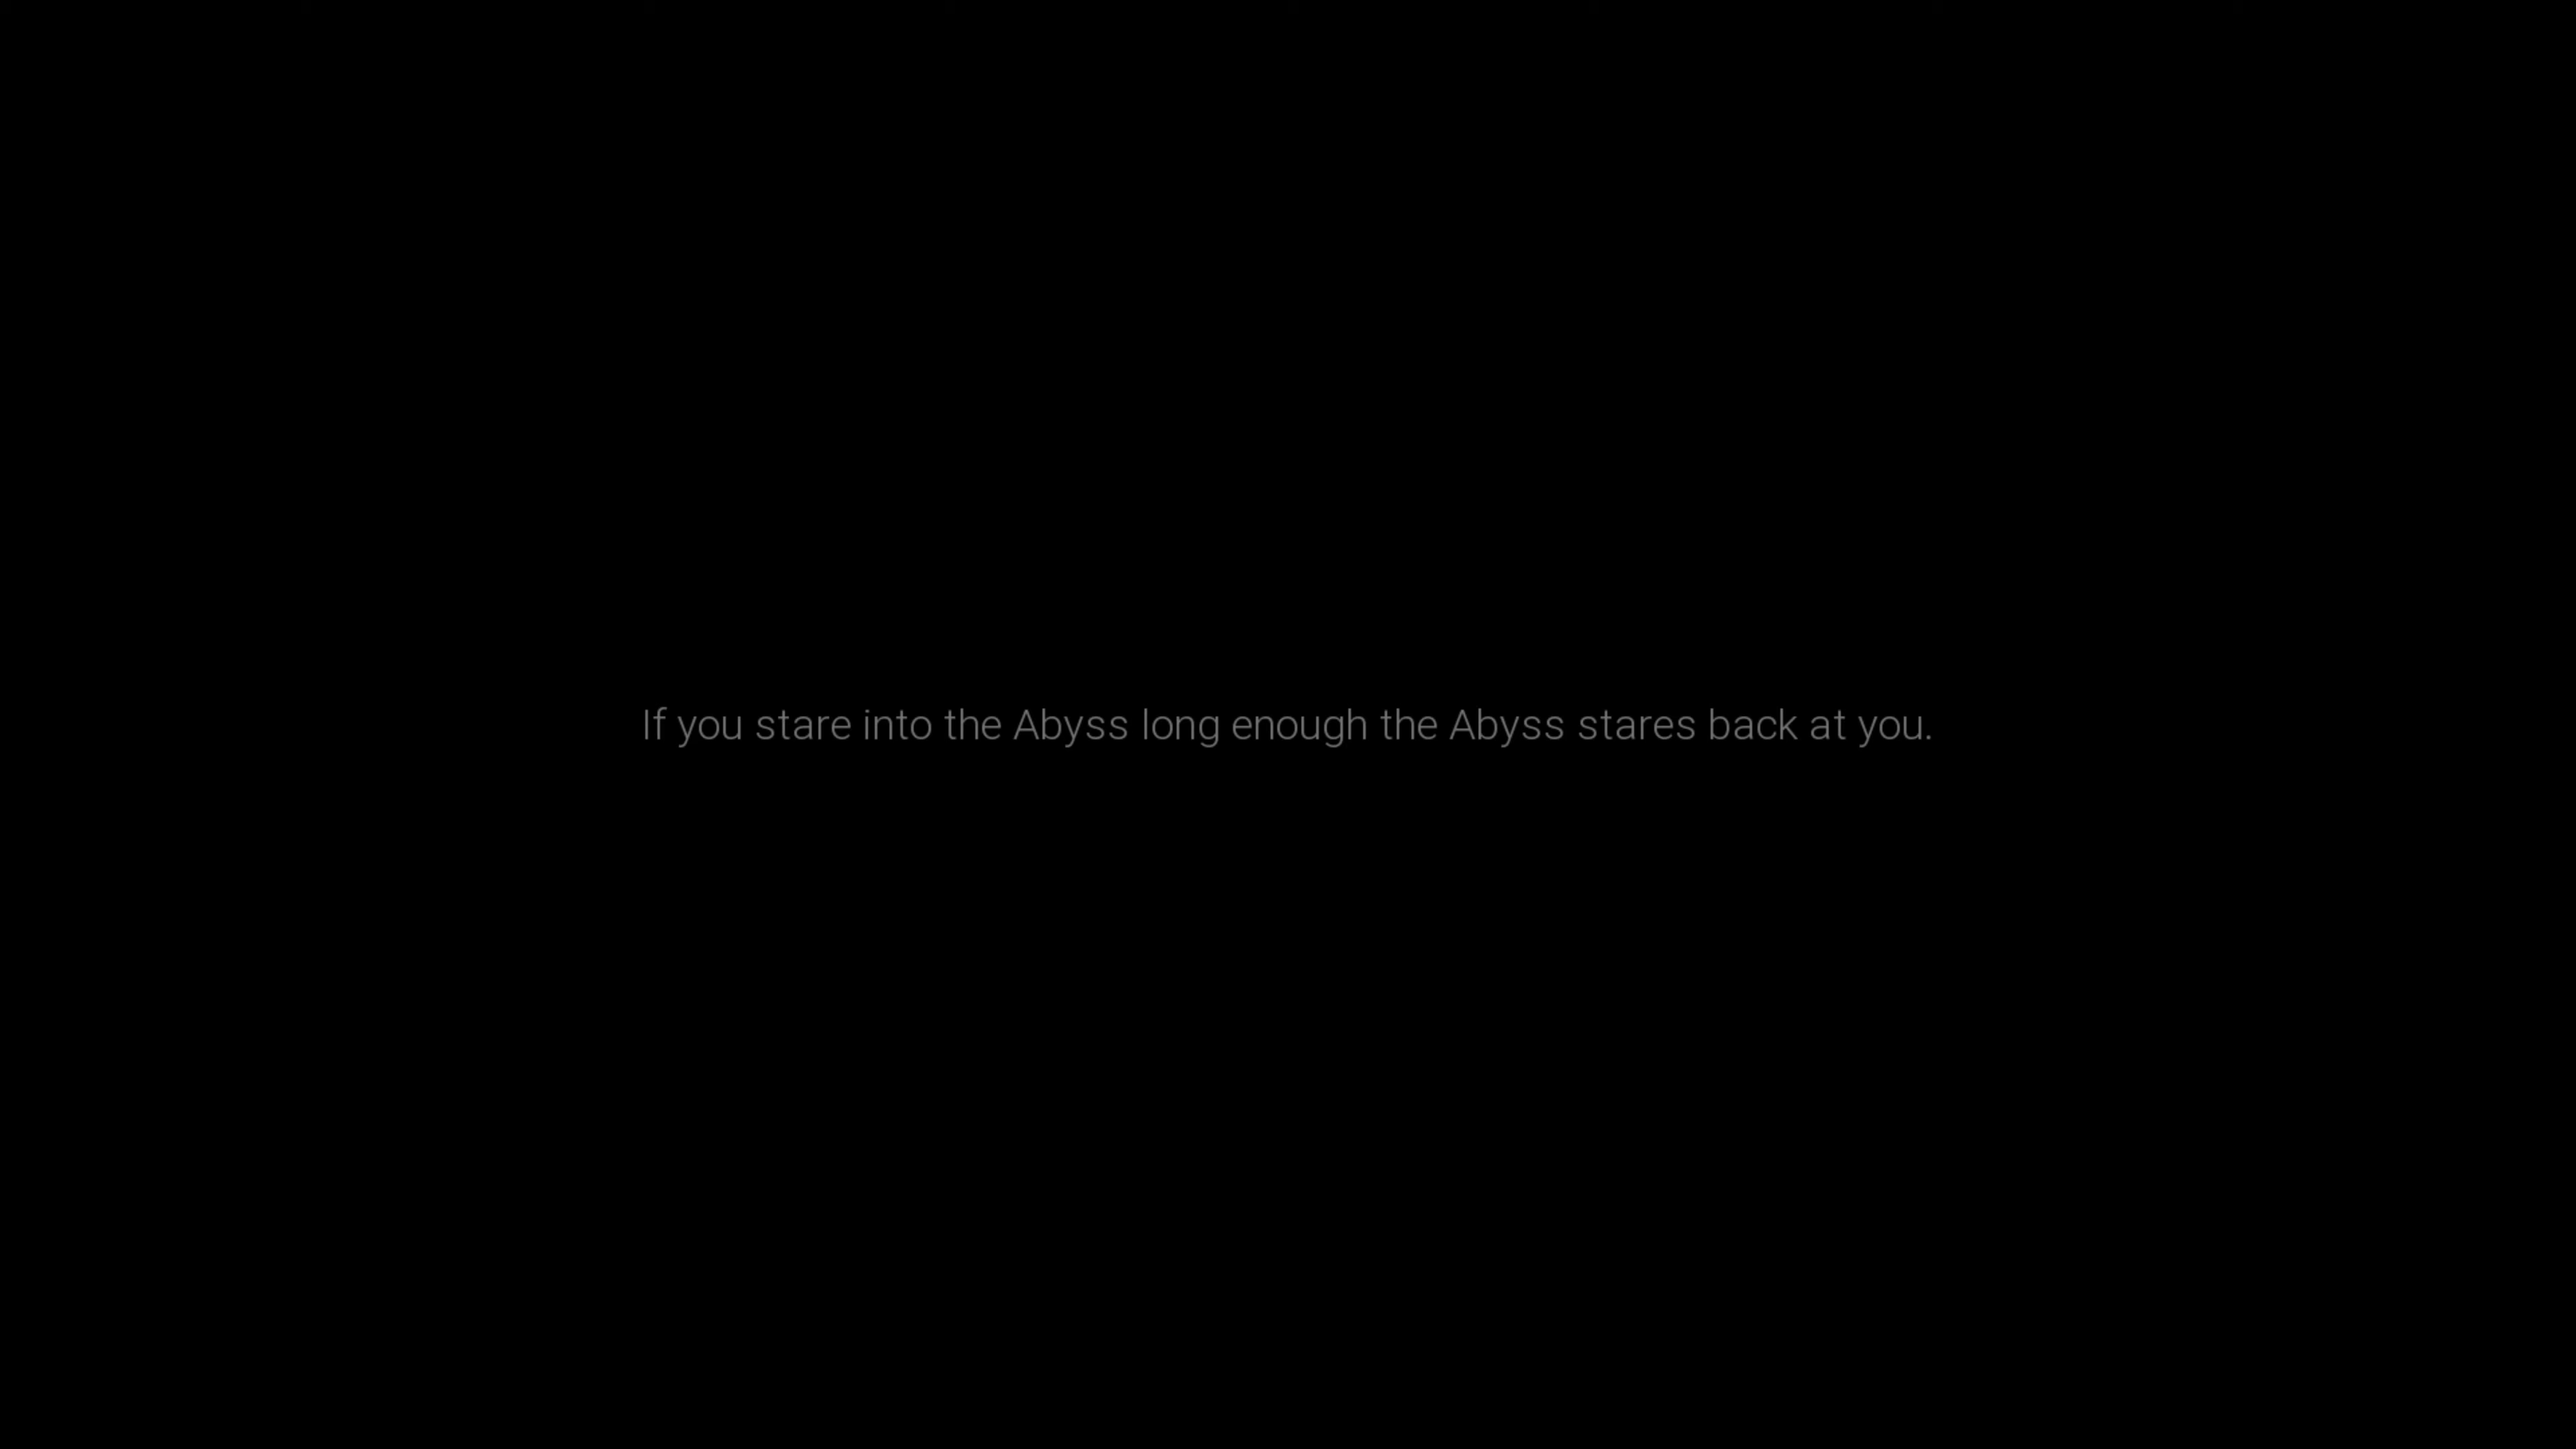 If you stare into the Abyss long enough the Abyss stares back at you.